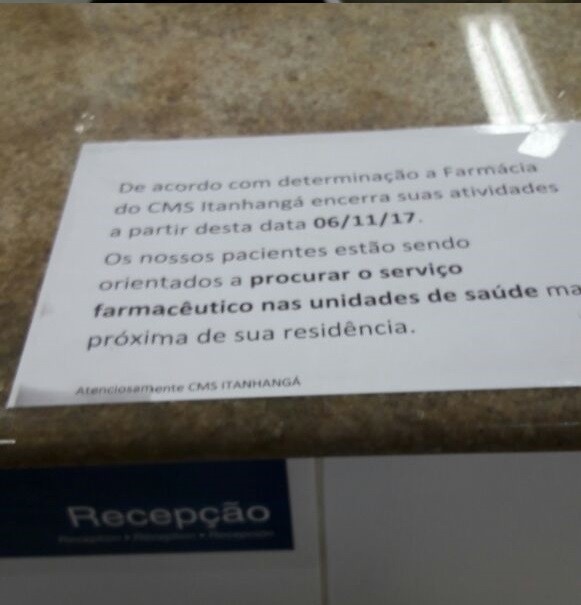 De acordo com determinação a Farmácia
do CMS Itanhangá encerra suas atividades
a partir desta data 06/11/17.
Os nossos pacientes estão sendo
orientados a procurar o serviço
farmacêutico nas unidades de saúde ma
próxima de sua residência.
Atenciosamente CMS ITANHANGÁ
Recepção